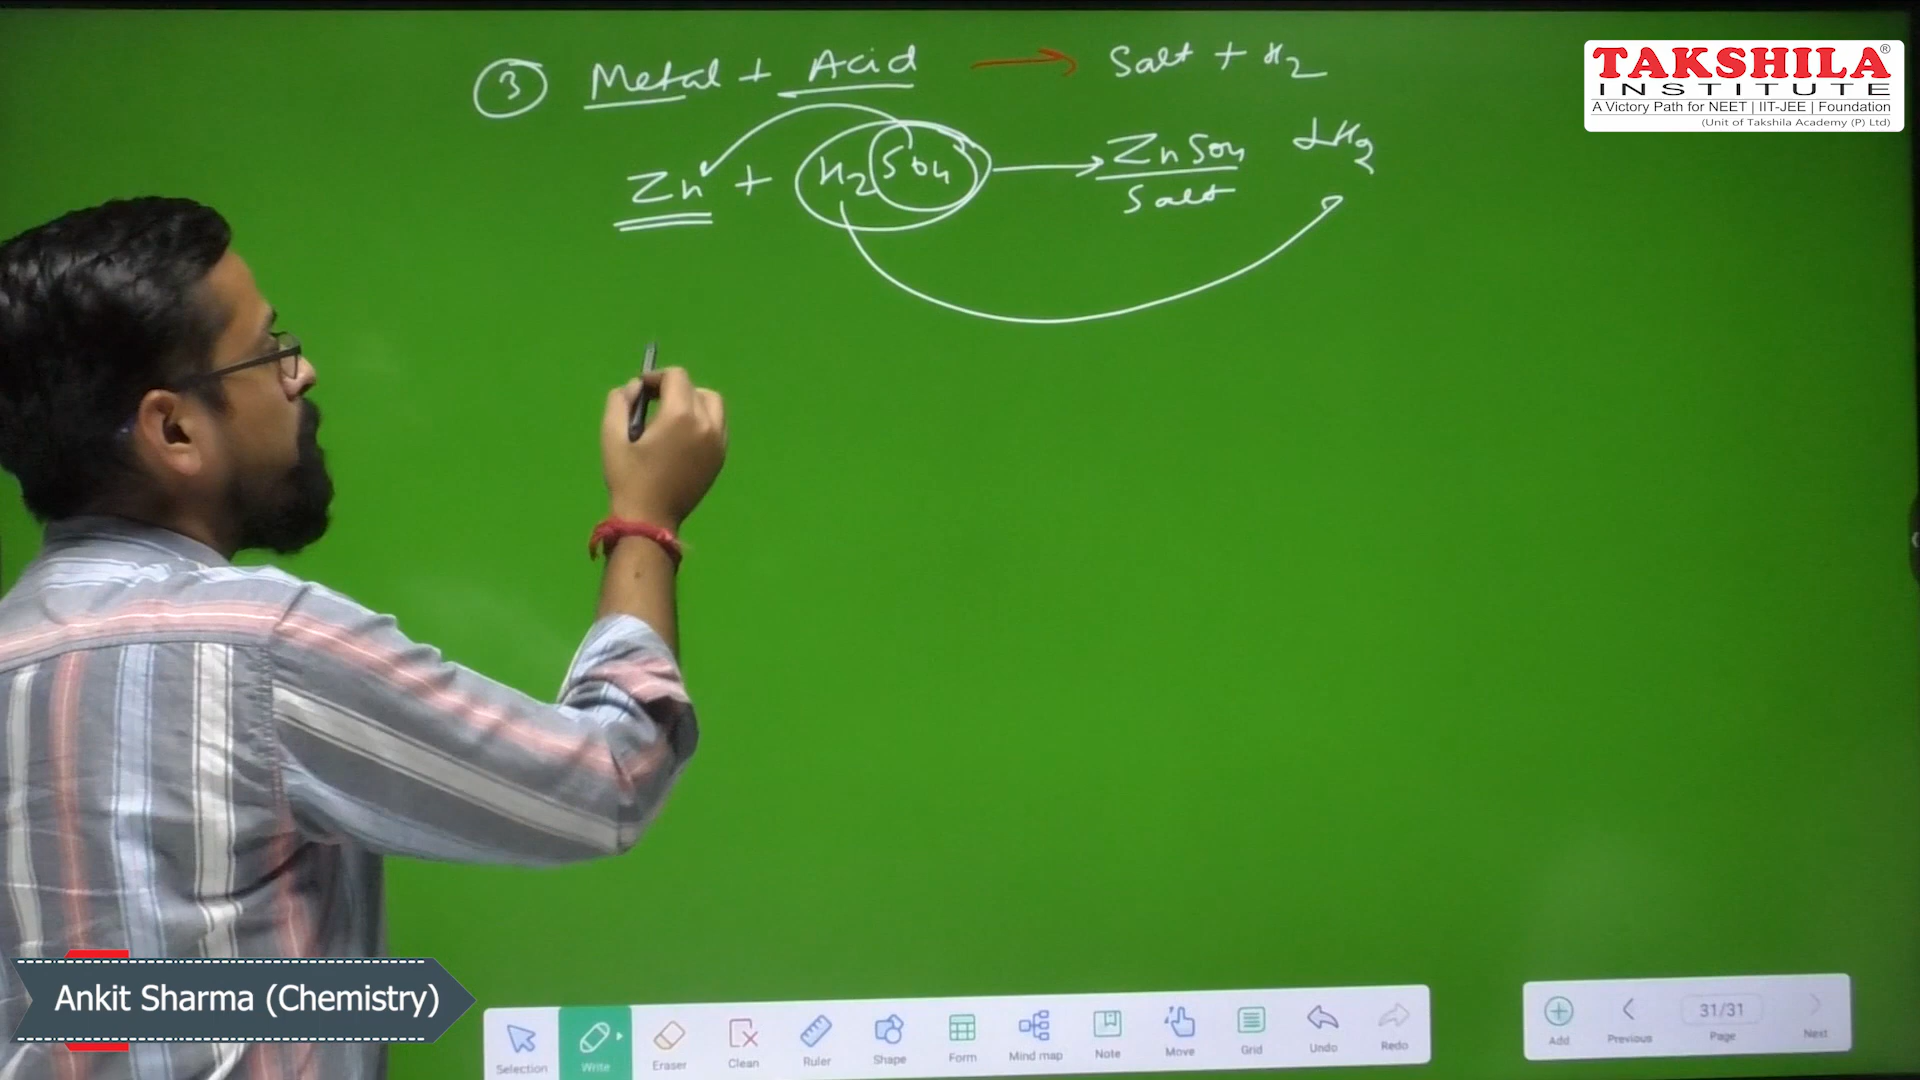 ③ Metal + Acid → Salt + H2
Zn + H2SO4 → ZnSO4 + H2
Salt
TAKSHILA®
INSTITUTE
A Victory Path for NEET | IIT-JEE | Foundation
(Unit of Takshila Academy (P) Ltd)
Ankit Sharma (Chemistry)
Selection
Write
Eraser
Clean
Ruler
Shape
Form
Mind map
Note
Move
Grid
Undo
Redo
Add
Previous
31/31
Page
Next